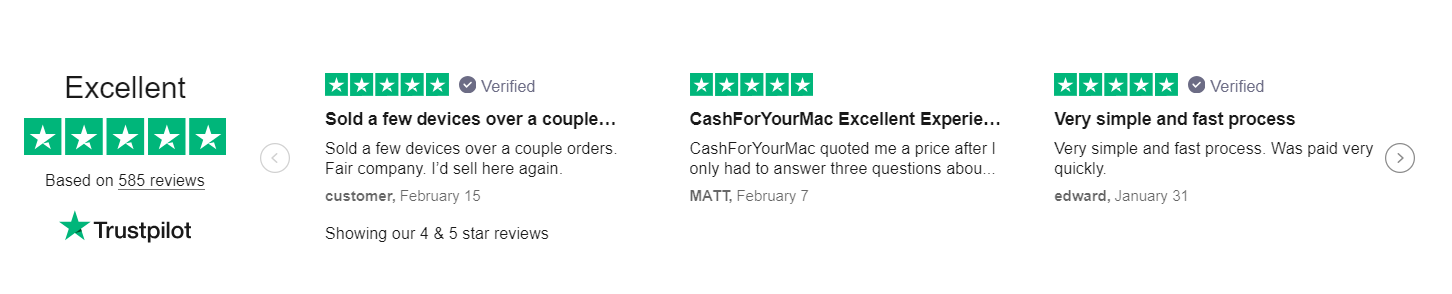 Excellent
Based on 585 reviews
Trustpilot
Verified
Sold a few devices over a couple…
Sold a few devices over a couple orders.
Fair company. I’d sell here again.
customer, February 15
Showing our 4 & 5 star reviews
CashForYourMac Excellent Experie…
CashForYourMac quoted me a price after I
only had to answer three questions abou...
MATT, February 7
Verified
Very simple and fast process
Very simple and fast process. Was paid very
quickly.
edward, January 31